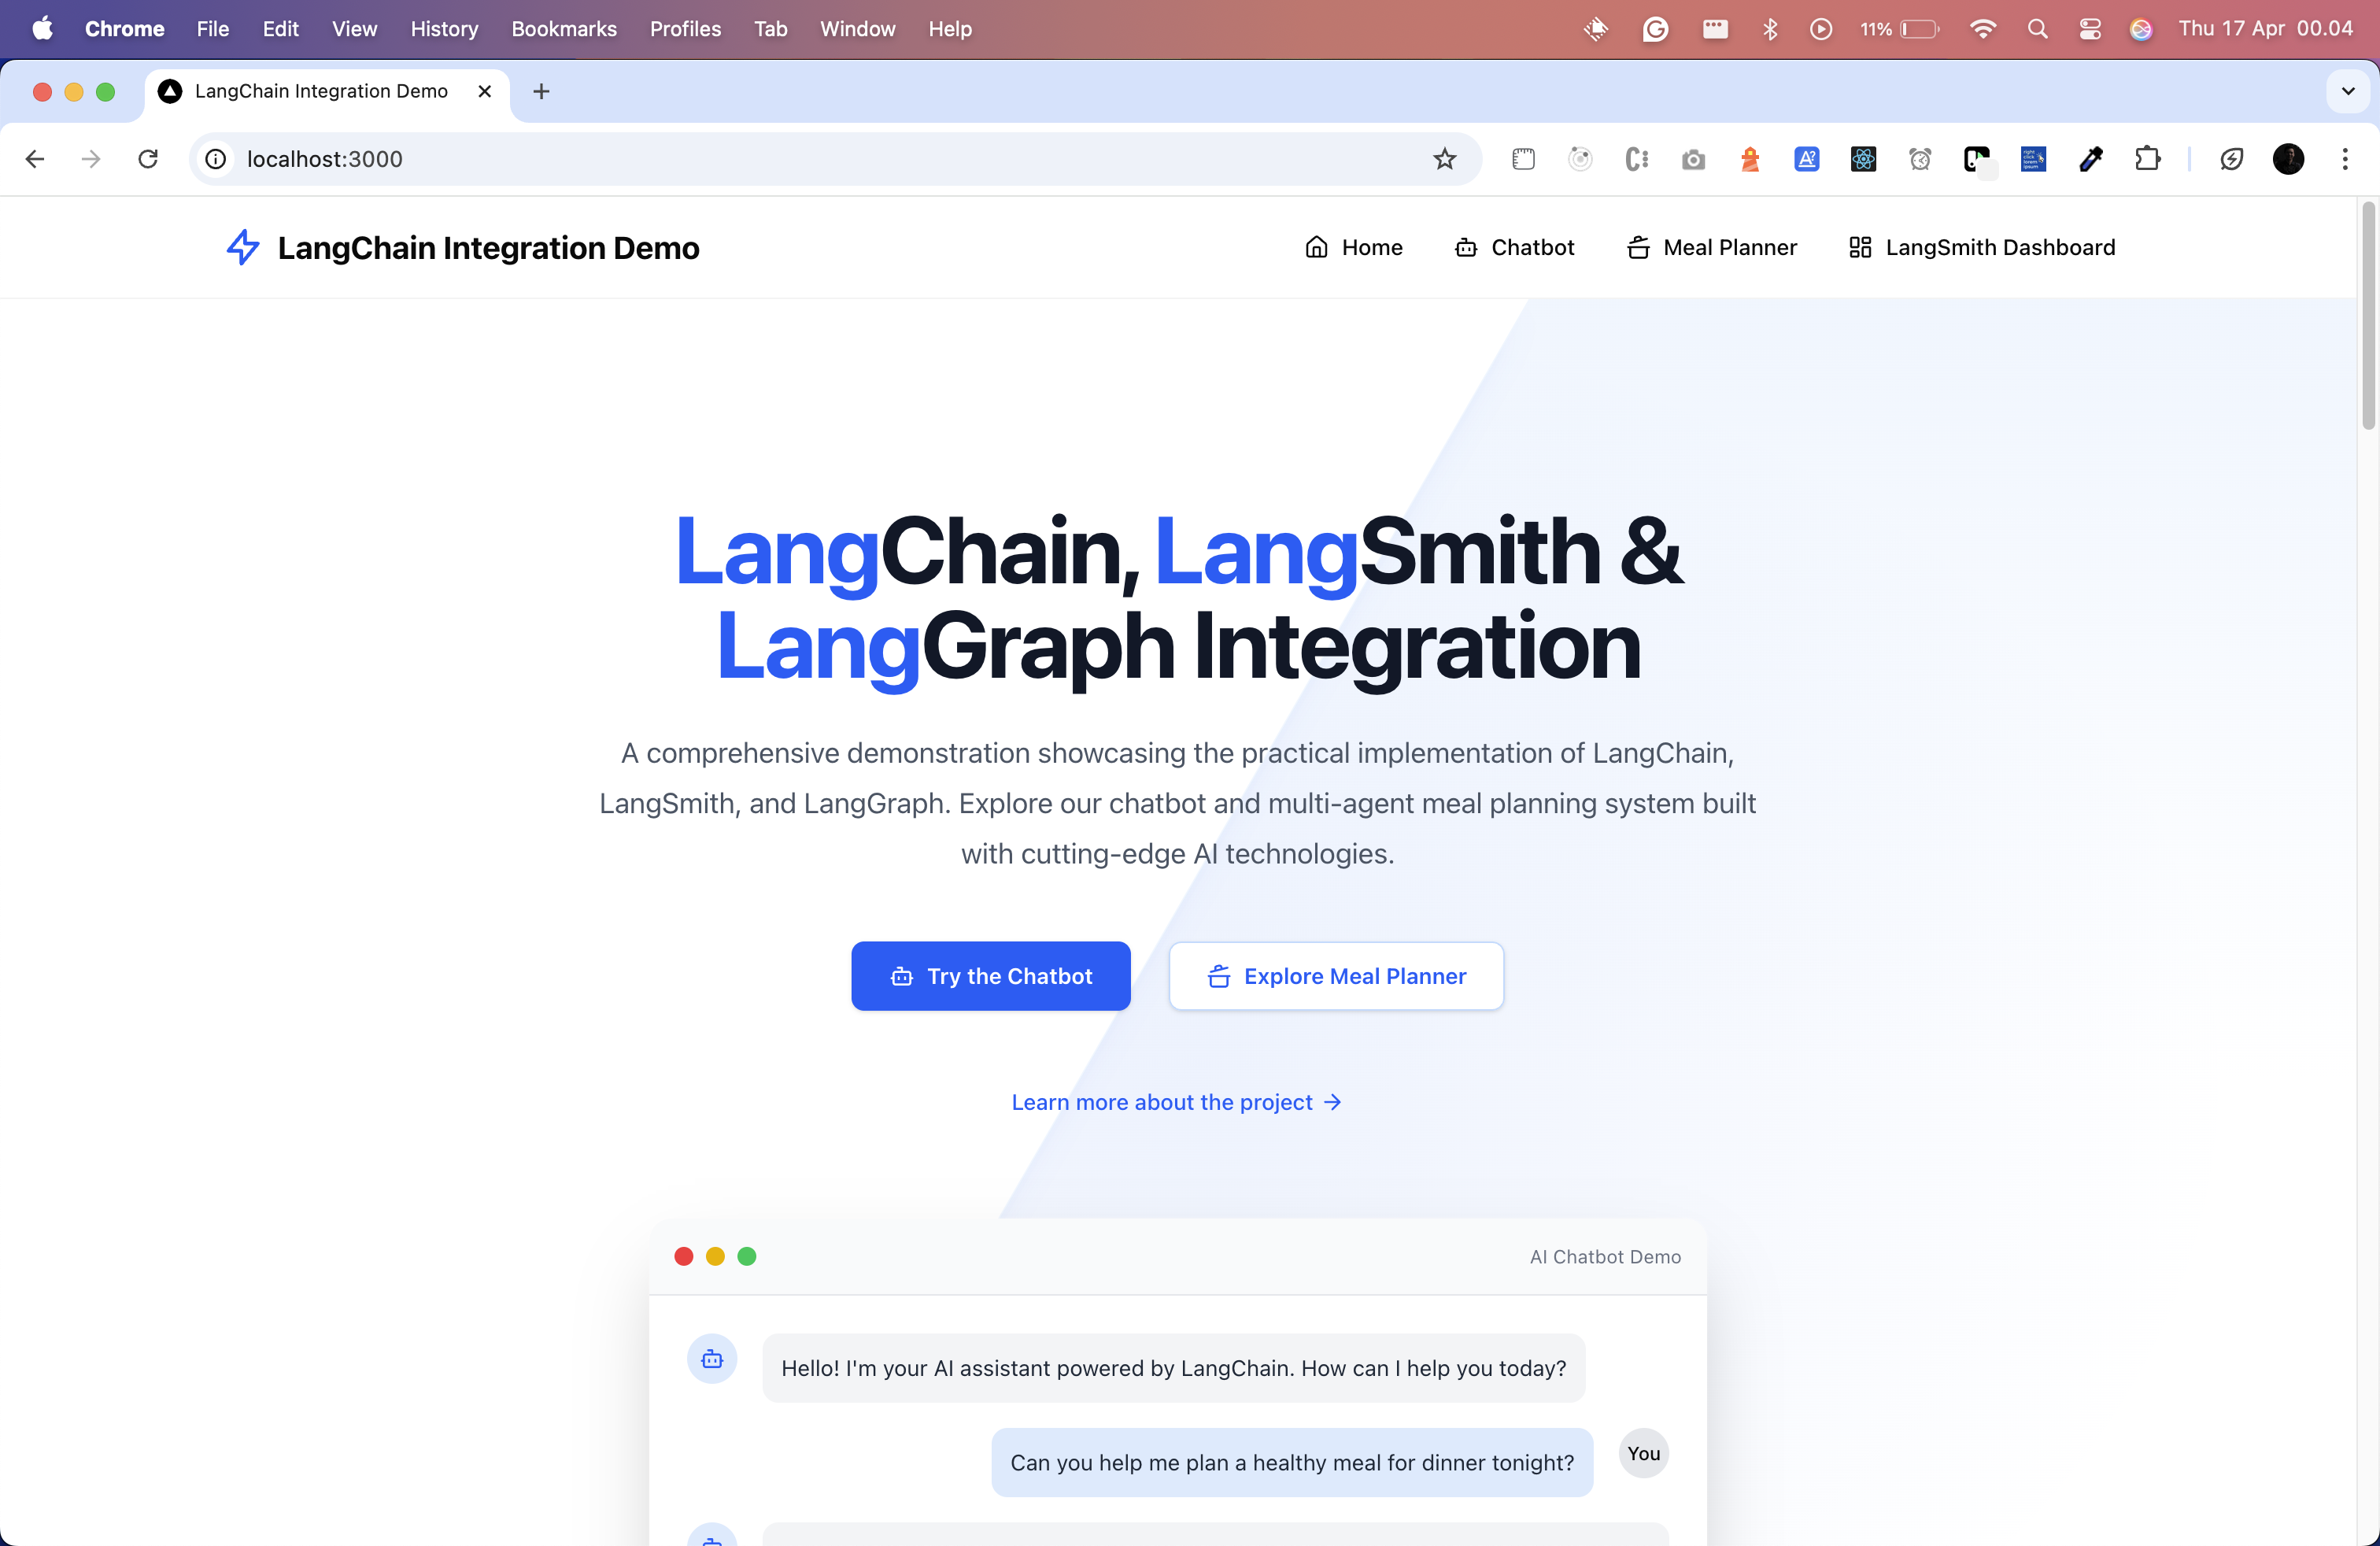 Chrome File Edit View History Bookmarks Profiles Tab Window Help 11% Thu 17 Apr 00.04
LangChain Integration Demo
localhost:3000
LangChain Integration Demo Home Chatbot Meal Planner LangSmith Dashboard
LangChain, LangSmith &
LangGraph Integration
A comprehensive demonstration showcasing the practical implementation of LangChain,
LangSmith, and LangGraph. Explore our chatbot and multi-agent meal planning system built
with cutting-edge AI technologies.
Try the Chatbot Explore Meal Planner
Learn more about the project →
AI Chatbot Demo
Hello! I'm your AI assistant powered by LangChain. How can I help you today?
Can you help me plan a healthy meal for dinner tonight? You